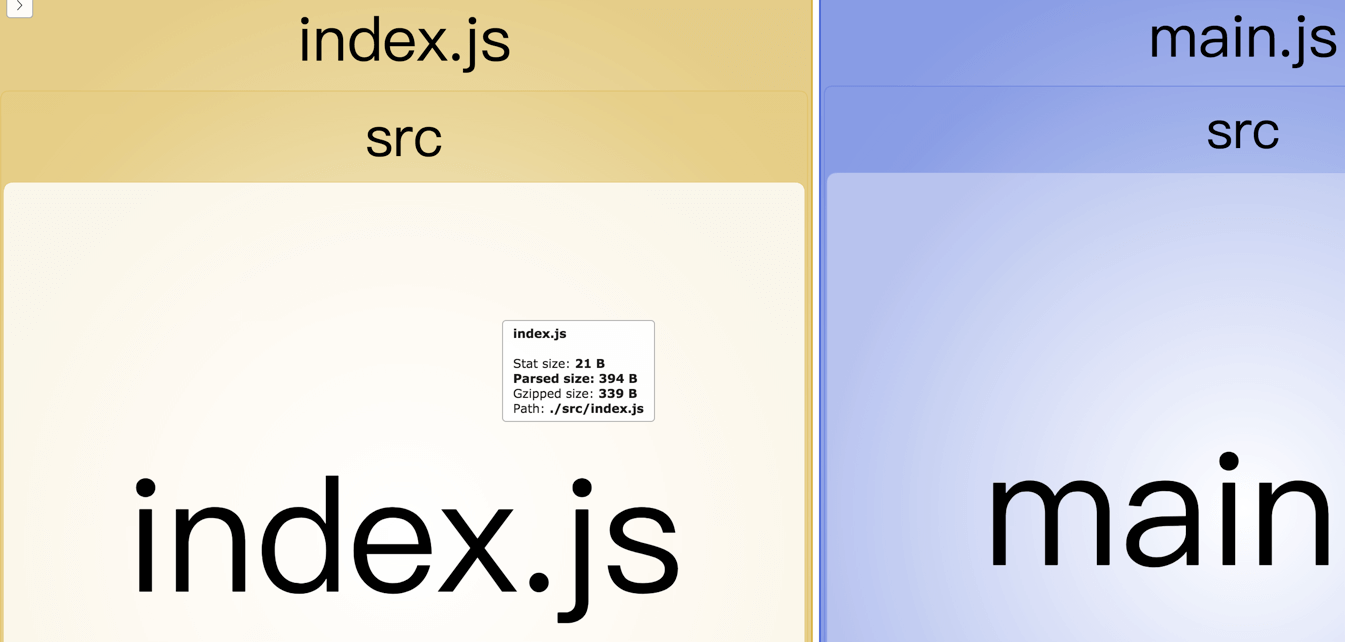 index.js
src
index.js
Stat size: 21 B
Parsed size: 394 B
Gzipped size: 339 B
Path: ./src/index.js
index.js
main.js
src
main